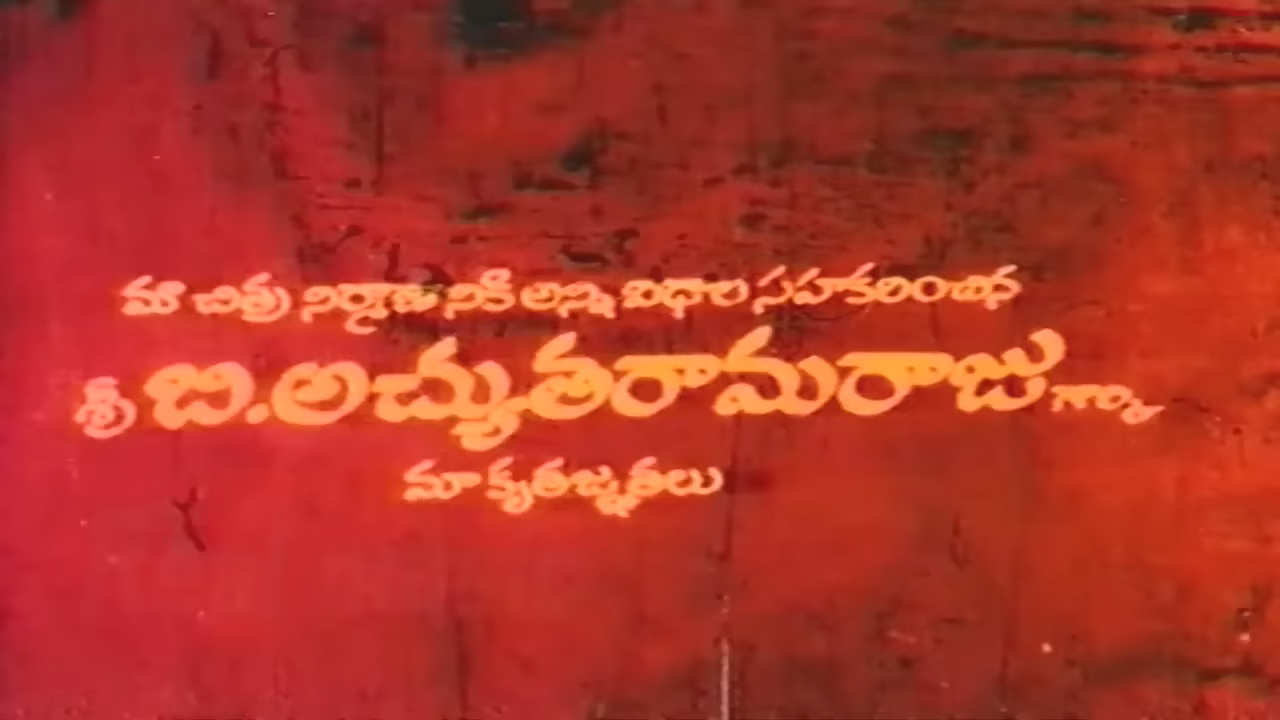 మా చిత్ర నిర్మాణానికి అన్ని విధాల సహకరించిన
శ్రీ ఐ.అచ్యుతరామరాజు గార్కి
మా కృతజ్ఞతలు